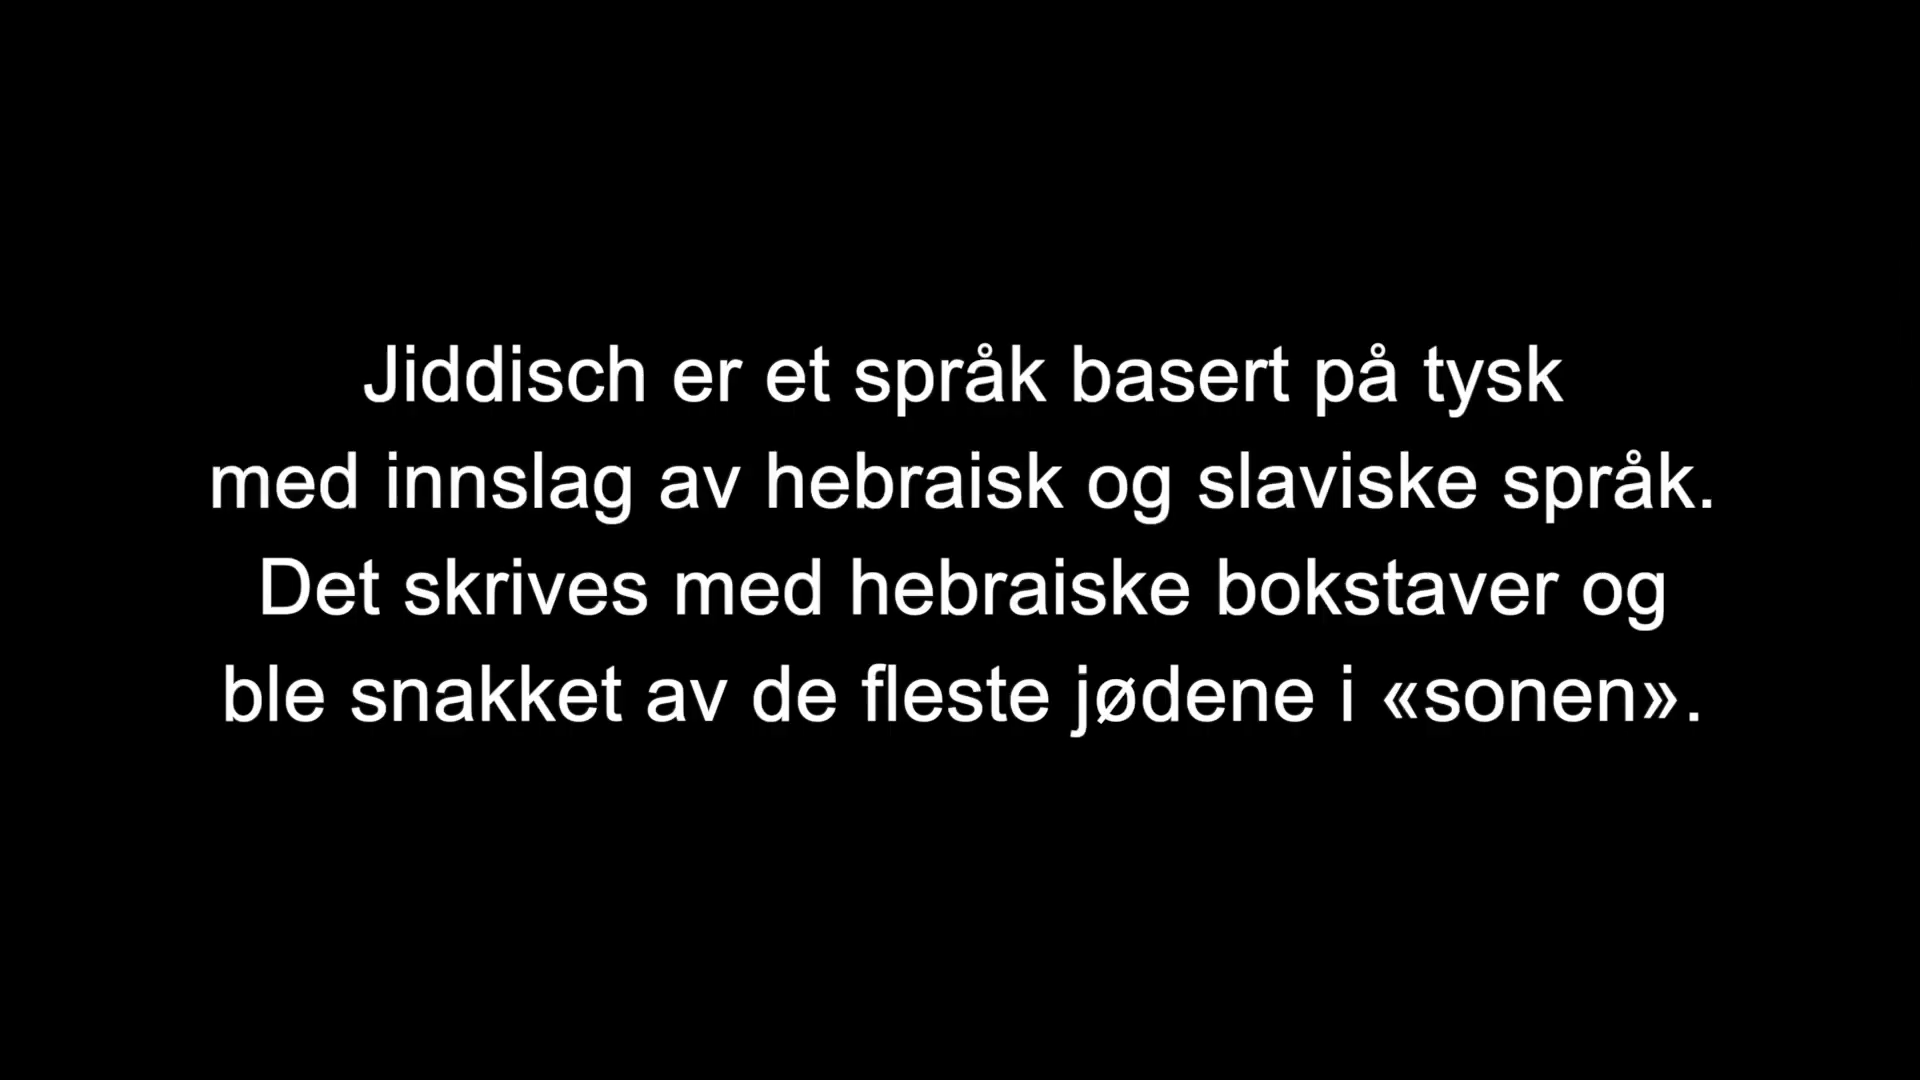 Jiddisch er et språk basert på tysk
med innslag av hebraisk og slaviske språk.
Det skrives med hebraiske bokstaver og
ble snakket av de fleste jødene i «sonen».